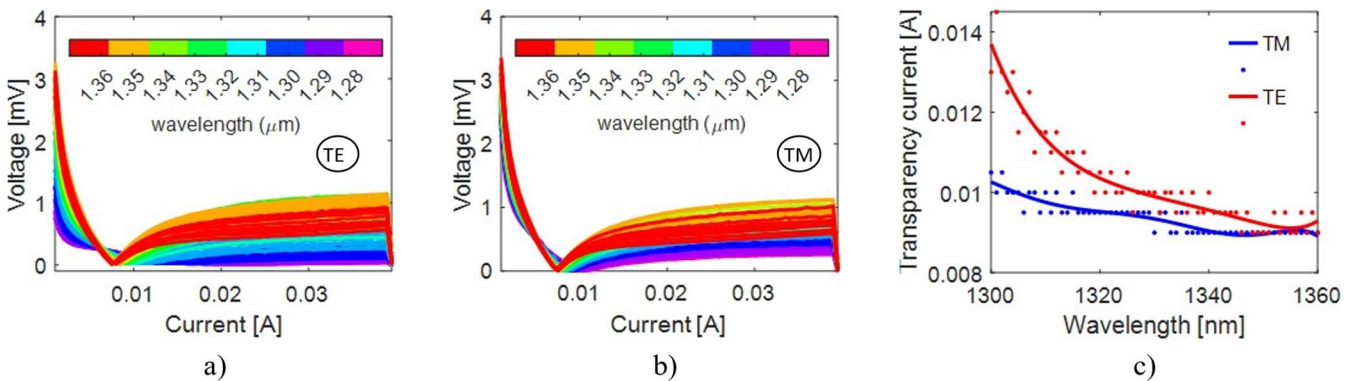 4
3
2
1
0
Voltage [mV]
1.36
1.35
1.34
1.33
1.32
1.31
1.30
1.29
1.28
wavelength (μm)
TE
0.01
0.02
0.03
Current [A]
a)
4
3
2
1
0
Voltage [mV]
1.36
1.35
1.34
1.33
1.32
1.31
1.30
1.29
1.28
wavelength (μm)
TM
0.01
0.02
0.03
Current [A]
b)
0.014
0.012
0.01
0.008
Transparency current [A]
TM
TE
1300
1320
1340
1360
Wavelength [nm]
c)